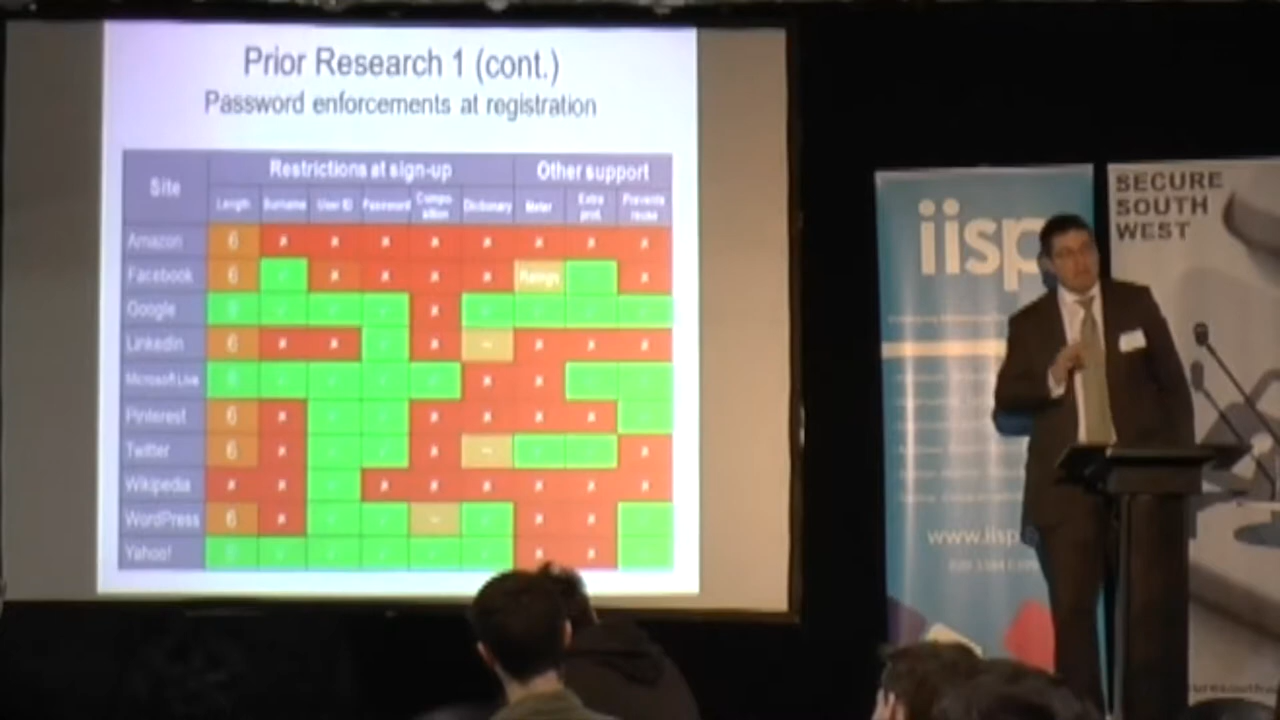 Prior Research 1 (cont.)
Password enforcements at registration
Site Restrictions at sign-up Other support
Length Surname User ID Password Compo- sition Dictionary Meter Extra prot. Prevents reuse
Amazon 6 x x x x x x x x
Facebook 6 x x x x Ratings x
Google x
LinkedIn 6 x x x ~ x x x
Microsoft Live x x
Pinterest 6 x x x x x
Twitter 6 x x ~ x
Wikipedia x x x x x x x x
WordPress 6 x ~ x x
Yahoo! x x
iisp
www.iisp
SECURE
SOUTH
WEST